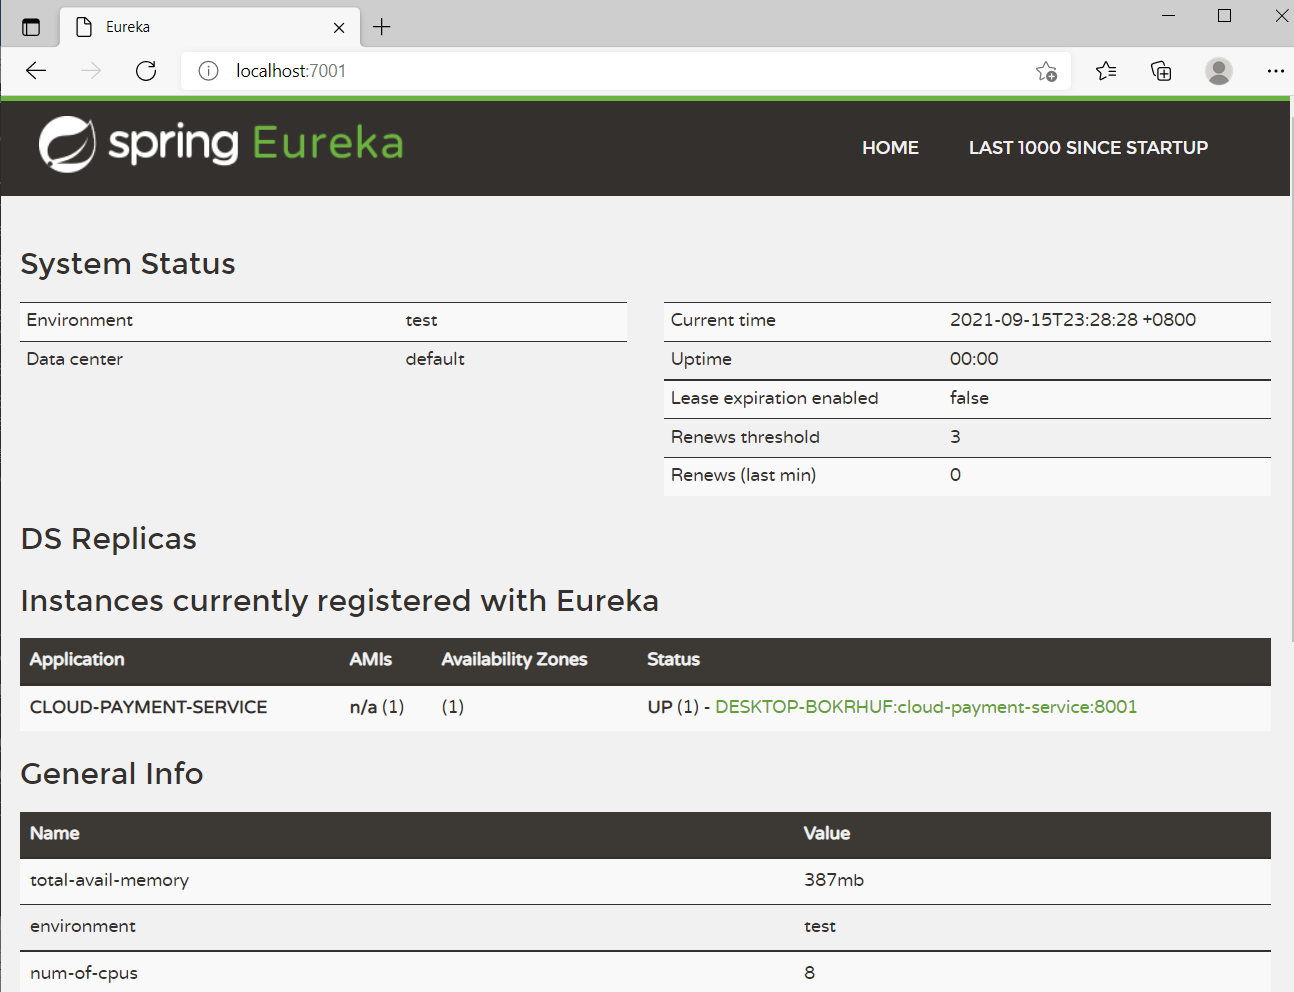 Eureka
localhost:7001
spring Eureka
HOME LAST 1000 SINCE STARTUP
System Status
Environment test
Data center default
Current time 2021-09-15T23:28:28 +0800
Uptime 00:00
Lease expiration enabled false
Renews threshold 3
Renews (last min) 0
DS Replicas
Instances currently registered with Eureka
Application AMIs Availability Zones Status
CLOUD-PAYMENT-SERVICE n/a (1) (1) UP (1) - DESKTOP-BOKRHUF:cloud-payment-service:8001
General Info
Name Value
total-avail-memory 387mb
environment test
num-of-cpus 8